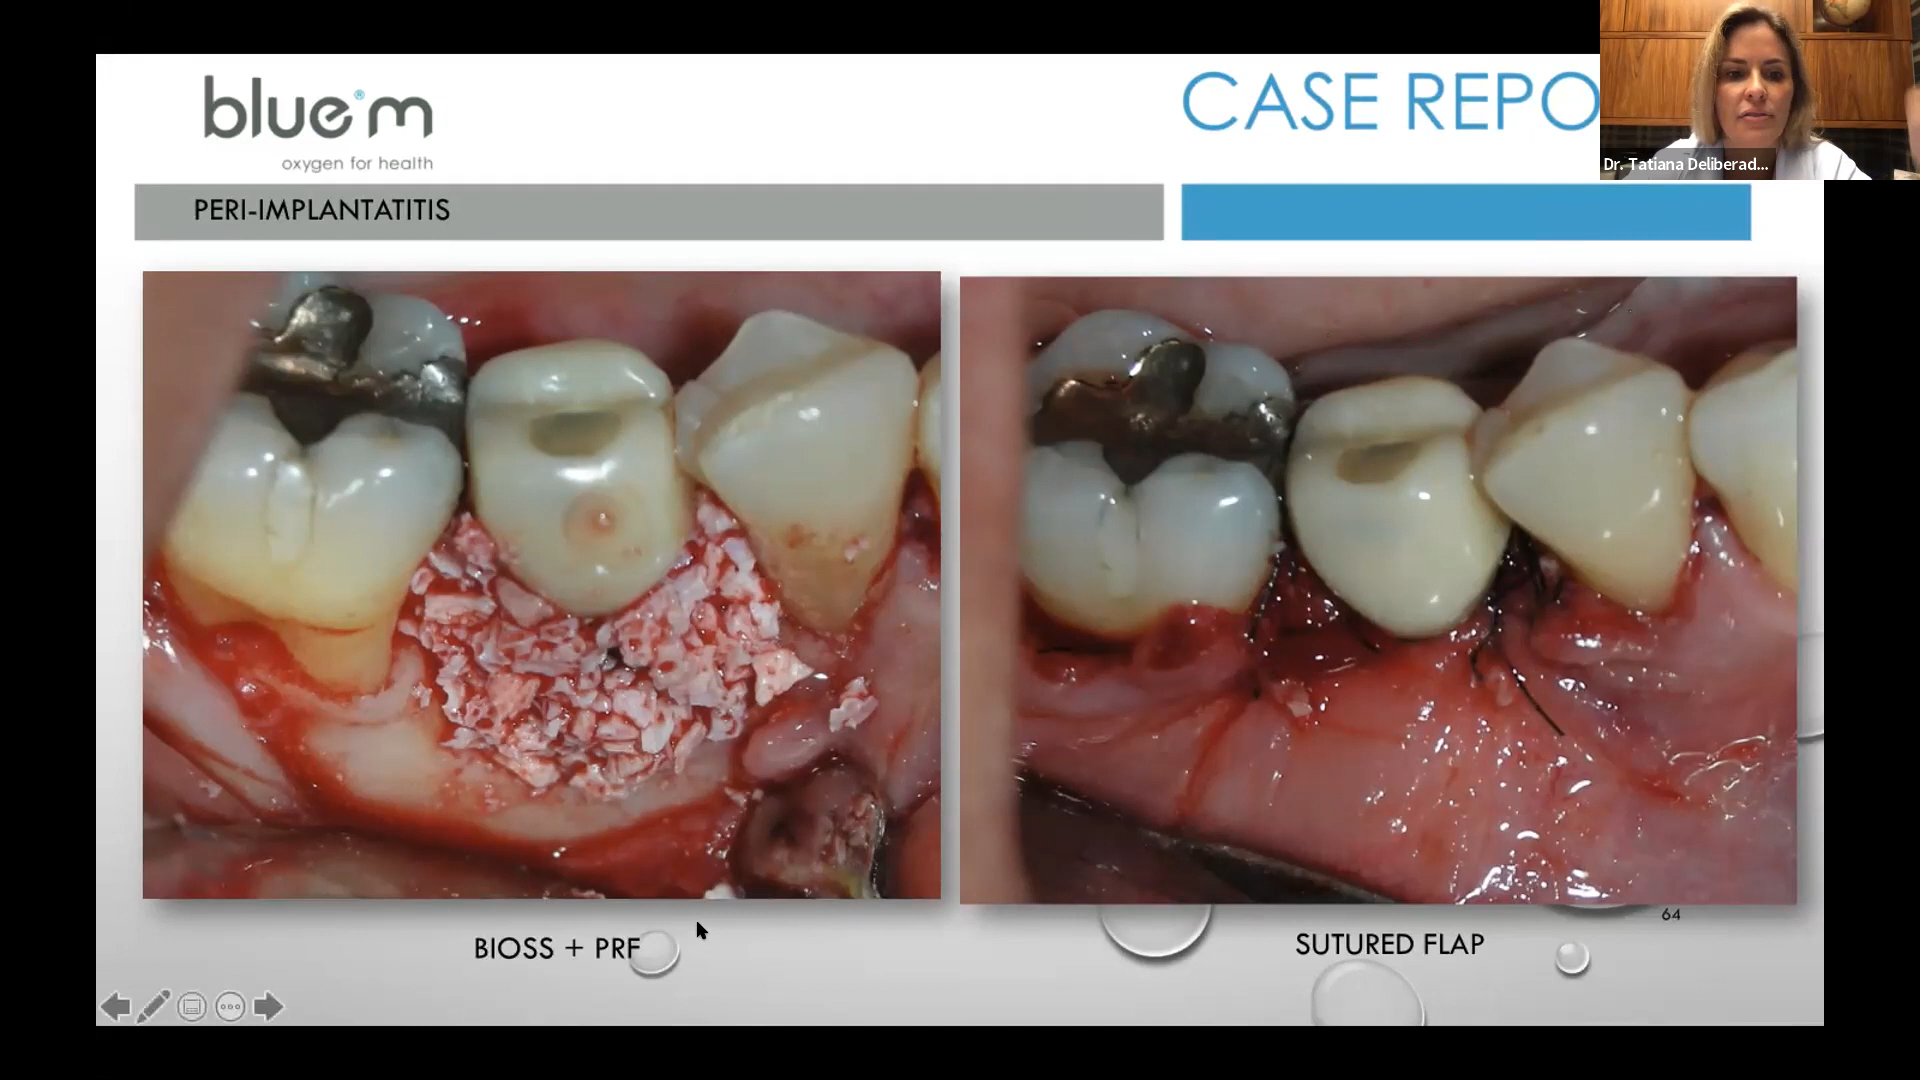 blue®m
oxygen for health
CASE REPO
Dr. Tatiana Deliberad...
PERI-IMPLANTATITIS
BIOSS + PRF
SUTURED FLAP
64